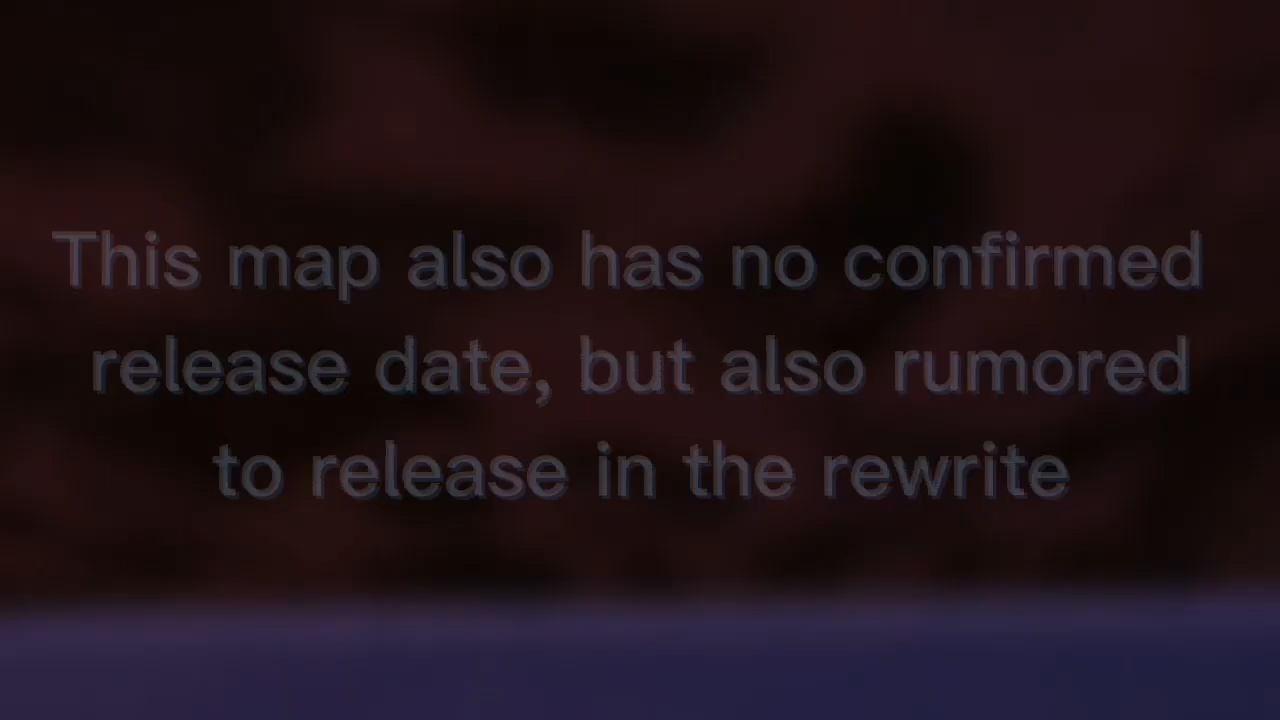 This map also has no confirmed
release date, but also rumored
to release in the rewrite